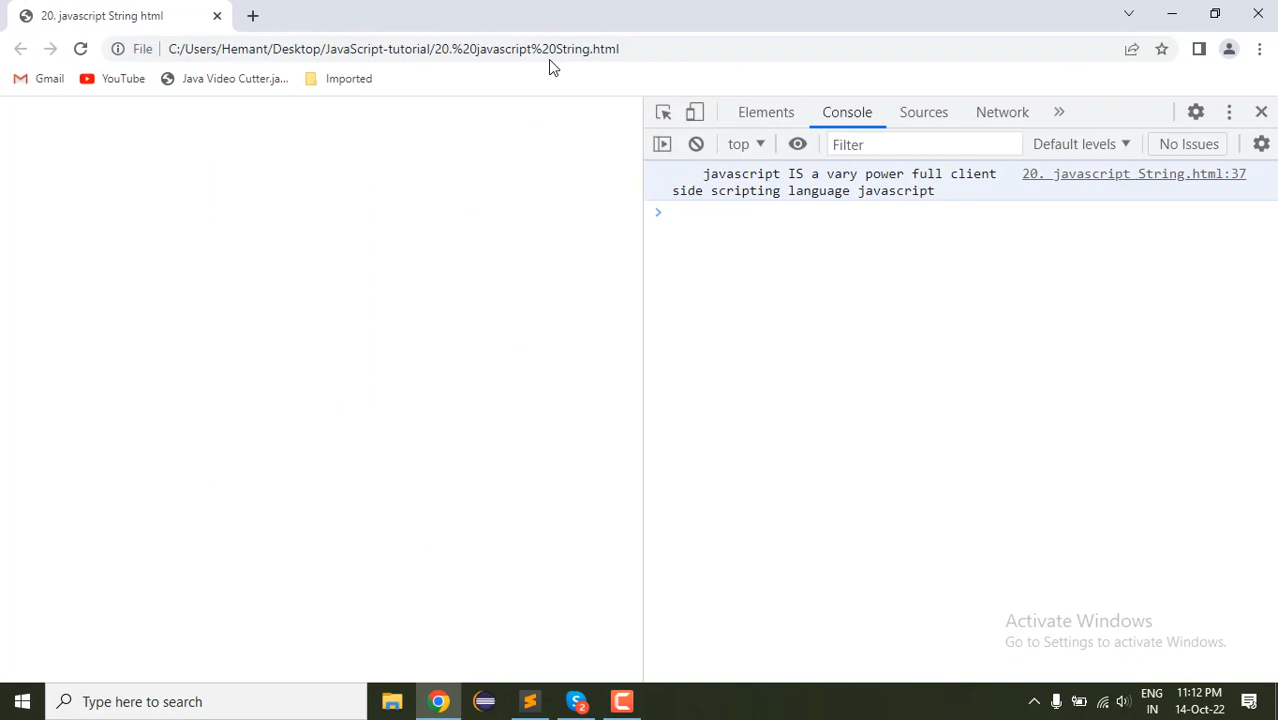 20. javascript String html
File C:/Users/Hemant/Desktop/JavaScript-tutorial/20.%20javascript%20String.html
Gmail YouTube Java Video Cutter.ja... Imported
Elements Console Sources Network
top Filter Default levels No Issues
javascript IS a vary power full client 20. javascript String.html:37
side scripting language javascript
Activate Windows
Go to Settings to activate Windows.
Type here to search
2
ENG
IN
11:12 PM
14-Oct-22